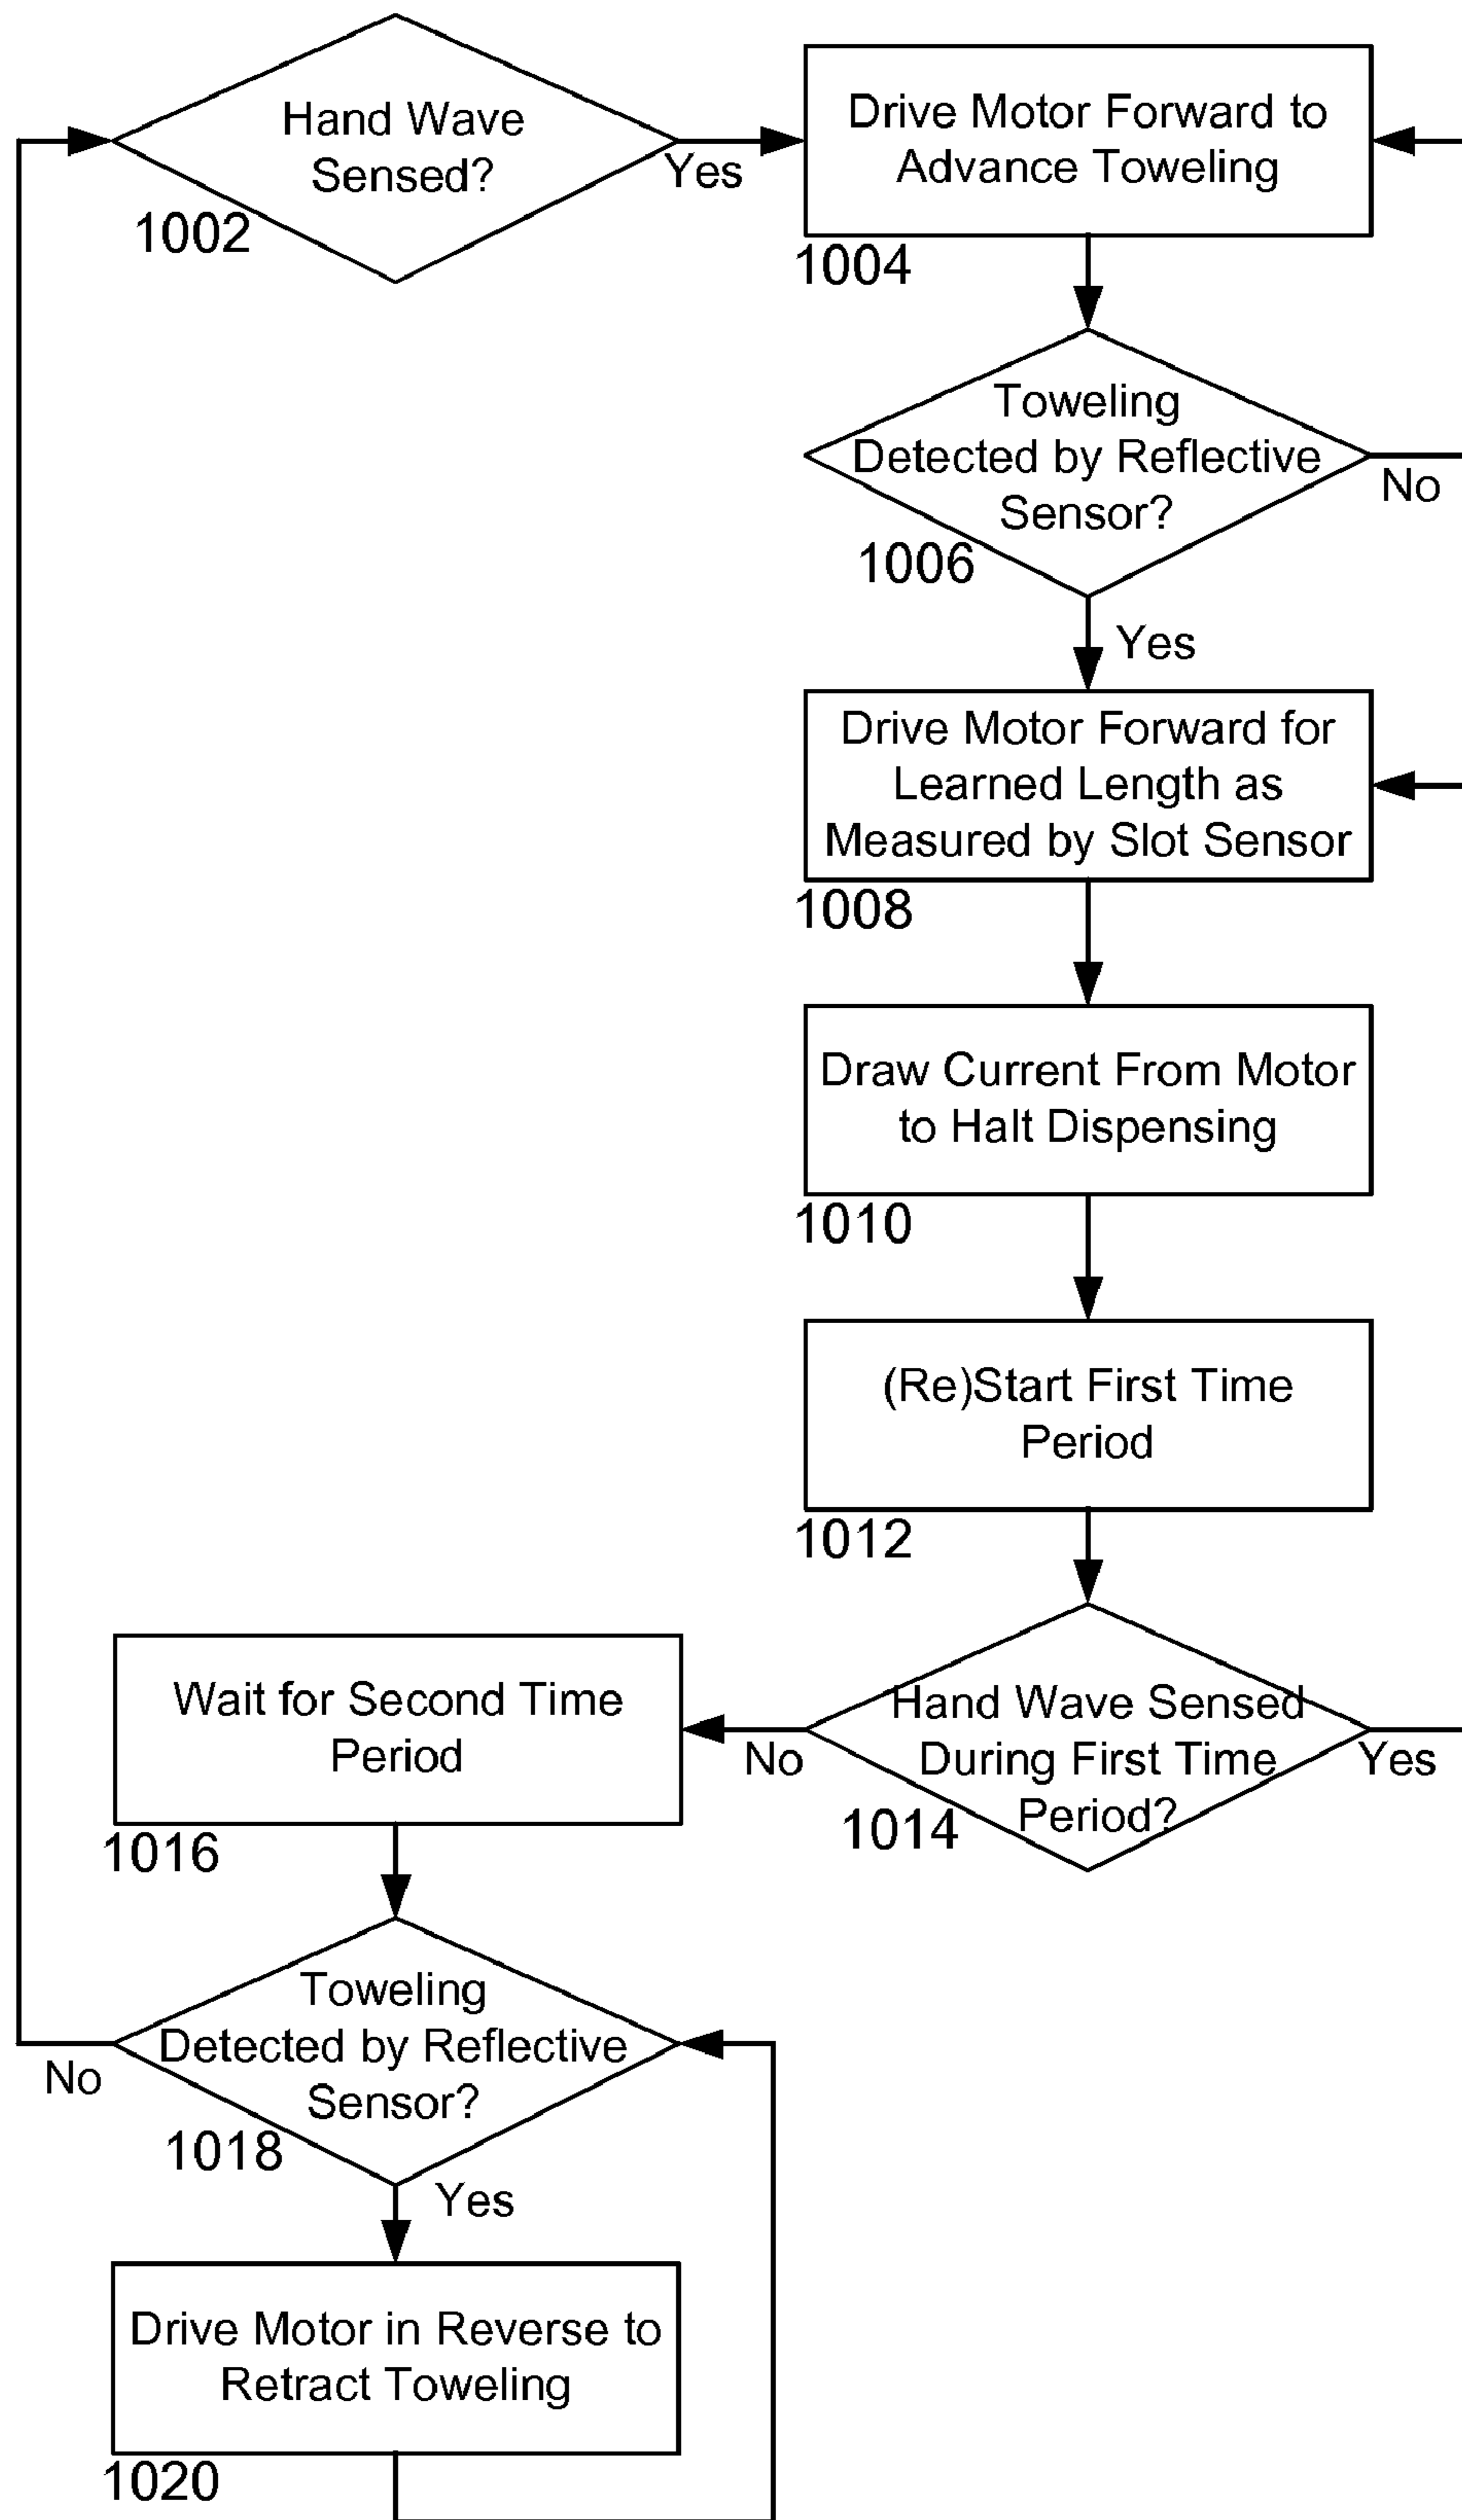 Hand Wave
Sensed?
1002
Yes
Drive Motor Forward to
Advance Toweling
1004
Toweling
Detected by Reflective
Sensor?
1006
No
Yes
Drive Motor Forward for
Learned Length as
Measured by Slot Sensor
1008
Draw Current From Motor
to Halt Dispensing
1010
(Re)Start First Time
Period
1012
Hand Wave Sensed
During First Time
Period?
1014
Yes
No
Wait for Second Time
Period
1016
Toweling
Detected by Reflective
Sensor?
1018
No
Yes
Drive Motor in Reverse to
Retract Toweling
1020